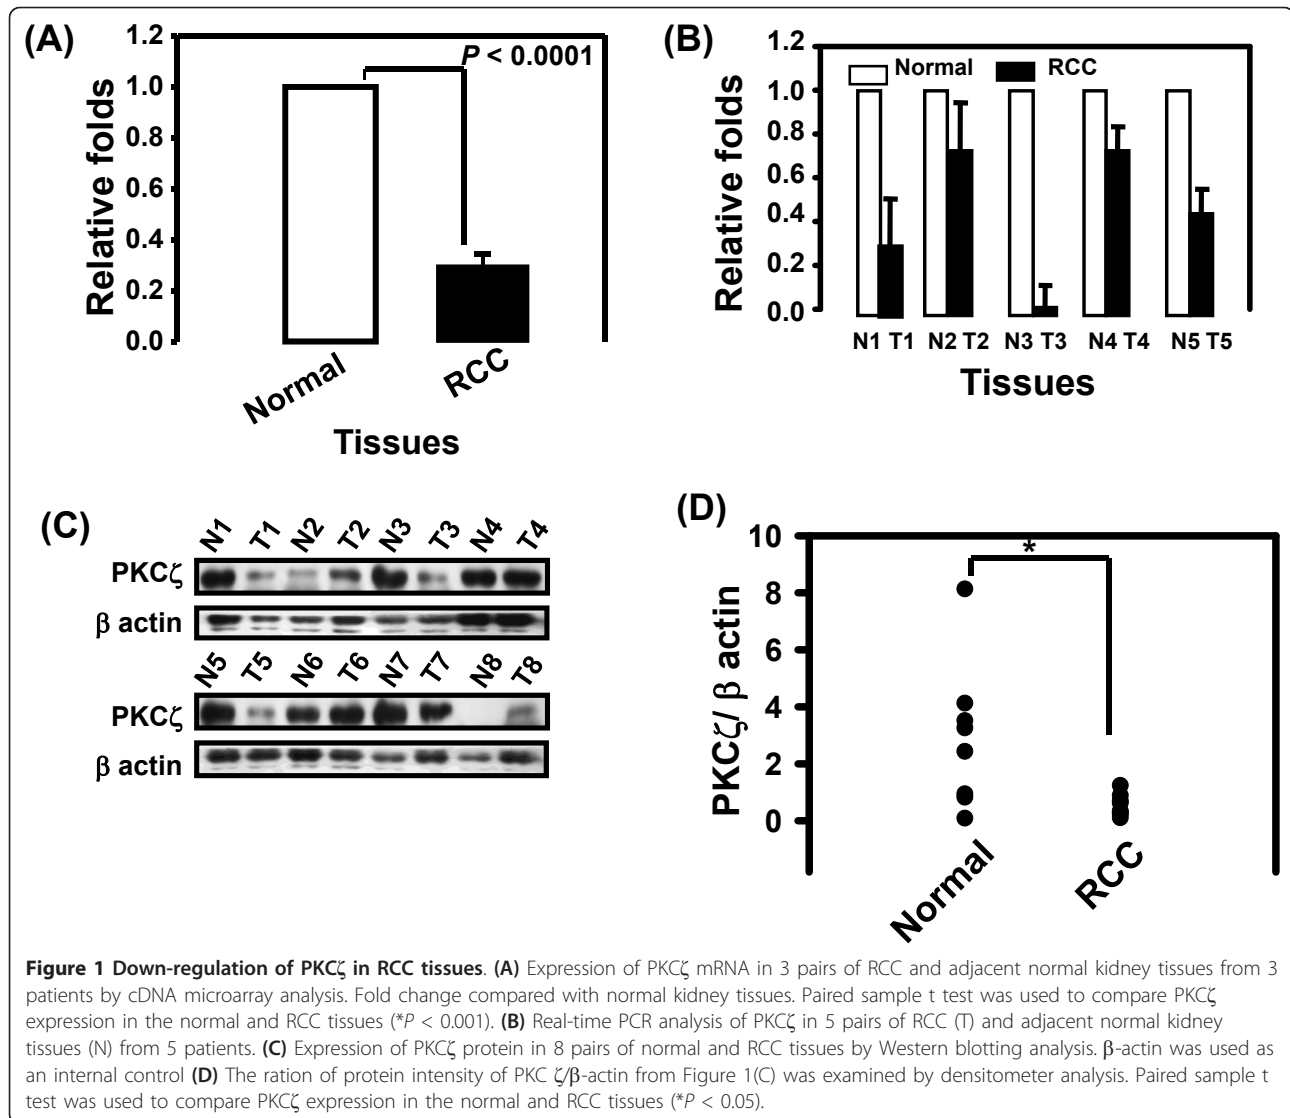 (A)
1.2
1.0
0.8
0.6
0.4
0.2
0.0
Relative folds
P < 0.0001
Normal
RCC
Tissues
(B)
1.2
1.0
0.8
0.6
0.4
0.2
0.0
Relative folds
Normal RCC
N1 T1 N2 T2 N3 T3 N4 T4 N5 T5
Tissues
(C)
N1 T1 N2 T2 N3 T3 N4 T4
PKCζ
β actin
N5 T5 N6 T6 N7 T7 N8 T8
PKCζ
β actin
(D)
10
8
6
4
2
0
PKCζ/ β actin
*
Normal
RCC
Figure 1 Down-regulation of PKCζ in RCC tissues. (A) Expression of PKCζ mRNA in 3 pairs of RCC and adjacent normal kidney tissues from 3
patients by cDNA microarray analysis. Fold change compared with normal kidney tissues. Paired sample t test was used to compare PKCζ
expression in the normal and RCC tissues (*P < 0.001). (B) Real-time PCR analysis of PKCζ in 5 pairs of RCC (T) and adjacent normal kidney
tissues (N) from 5 patients. (C) Expression of PKCζ protein in 8 pairs of normal and RCC tissues by Western blotting analysis. β-actin was used as
an internal control (D) The ration of protein intensity of PKC ζ/β-actin from Figure 1(C) was examined by densitometer analysis. Paired sample t
test was used to compare PKCζ expression in the normal and RCC tissues (*P < 0.05).